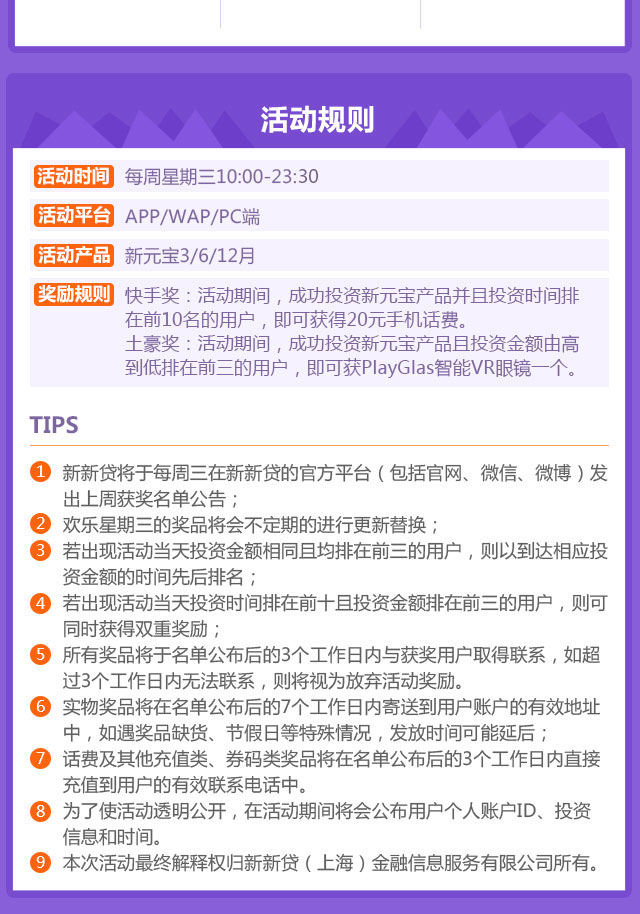 活动规则
活动时间 每周星期三10:00-23:30
活动平台 APP/WAP/PC端
活动产品 新元宝3/6/12月
奖励规则 快手奖：活动期间，成功投资新元宝产品并且投资时间排
在前10名的用户，即可获得20元手机话费。
土豪奖：活动期间，成功投资新元宝产品且投资金额由高
到低排在前三的用户，即可获PlayGlas智能VR眼镜一个。
TIPS
1 新新贷将于每周三在新新贷的官方平台（包括官网、微信、微博）发
出上周获奖名单公告；
2 欢乐星期三的奖品将会不定期的进行更新替换；
3 若出现活动当天投资金额相同且均排在前三的用户，则以到达相应投
资金额的时间先后排名；
4 若出现活动当天投资时间排在前十且投资金额排在前三的用户，则可
同时获得双重奖励；
5 所有奖品将于名单公布后的3个工作日内与获奖用户取得联系，如超
过3个工作日内无法联系，则将视为放弃活动奖励。
6 实物奖品将在名单公布后的7个工作日内寄送到用户账户的有效地址
中，如遇奖品缺货、节假日等特殊情况，发放时间可能延后；
7 话费及其他充值类、券码类奖品将在名单公布后的3个工作日内直接
充值到用户的有效联系电话中。
8 为了使活动透明公开，在活动期间将会公布用户个人账户ID、投资
信息和时间。
9 本次活动最终解释权归新新贷（上海）金融信息服务有限公司所有。